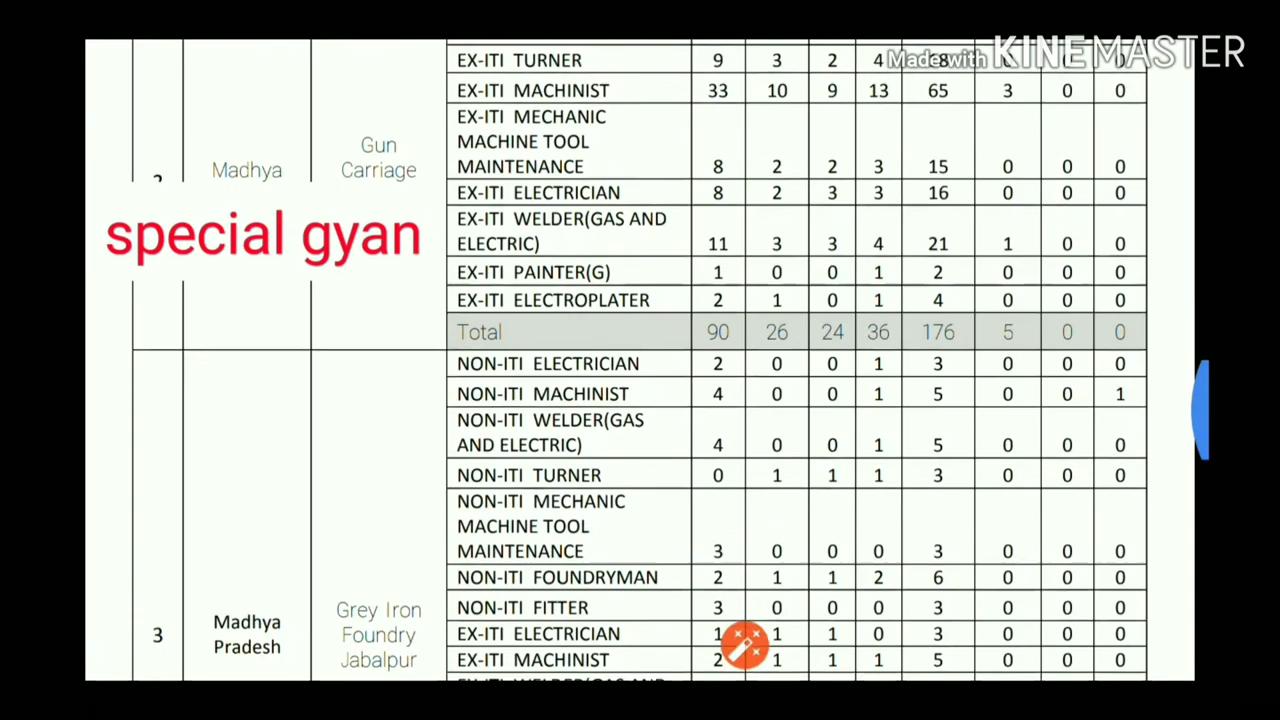 Made with KINEMASTER
EX-ITI TURNER 9 3 2 4 18 0 0 0
EX-ITI MACHINIST 33 10 9 13 65 3 0 0
EX-ITI MECHANIC
MACHINE TOOL
MAINTENANCE 8 2 2 3 15 0 0 0
Madhya
Gun
Carriage
EX-ITI ELECTRICIAN 8 2 3 3 16 0 0 0
special gyan
EX-ITI WELDER(GAS AND
ELECTRIC) 11 3 3 4 21 1 0 0
EX-ITI PAINTER(G) 1 0 0 1 2 0 0 0
EX-ITI ELECTROPLATER 2 1 0 1 4 0 0 0
Total 90 26 24 36 176 5 0 0
NON-ITI ELECTRICIAN 2 0 0 1 3 0 0 0
NON-ITI MACHINIST 4 0 0 1 5 0 0 1
NON-ITI WELDER(GAS
AND ELECTRIC) 4 0 0 1 5 0 0 0
NON-ITI TURNER 0 1 1 1 3 0 0 0
NON-ITI MECHANIC
MACHINE TOOL
MAINTENANCE 3 0 0 0 3 0 0 0
NON-ITI FOUNDRYMAN 2 1 1 2 6 0 0 0
NON-ITI FITTER 3 0 0 0 3 0 0 0
3
Madhya
Pradesh
Grey Iron
Foundry
Jabalpur
EX-ITI ELECTRICIAN 1 1 1 0 3 0 0 0
EX-ITI MACHINIST 2 1 1 1 5 0 0 0